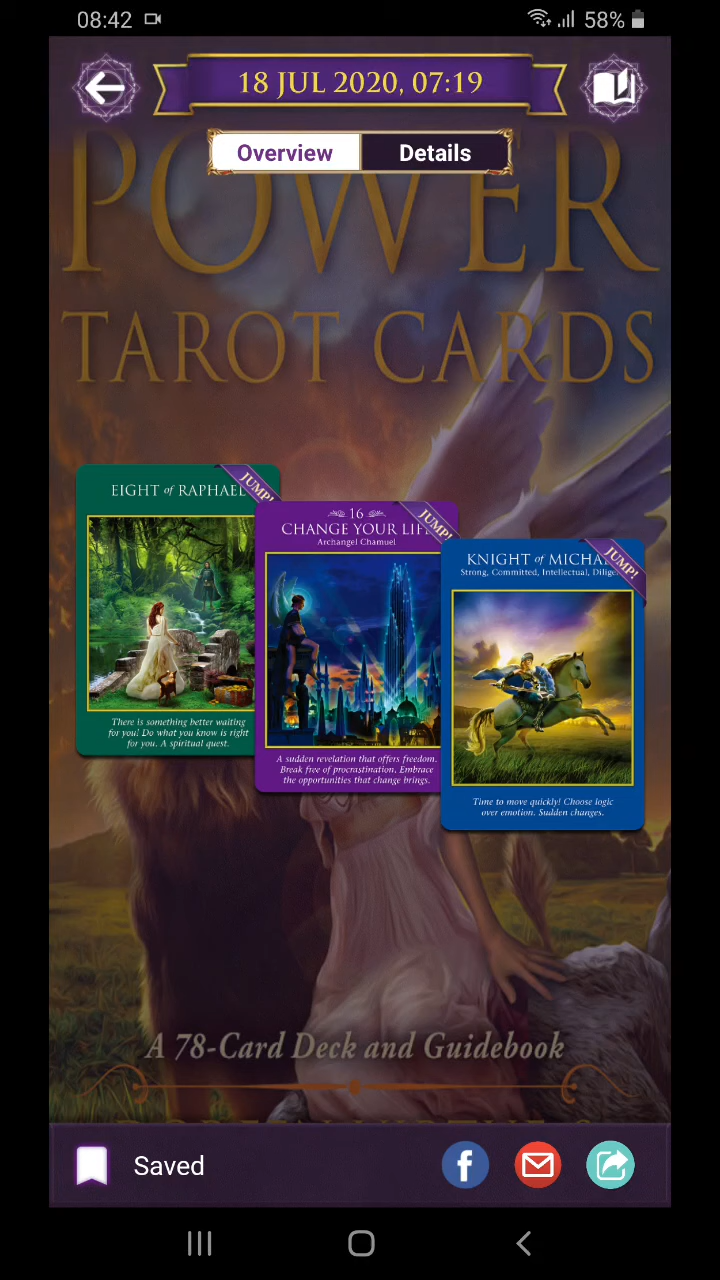 08:42
58%
18 JUL 2020, 07:19
Overview
Details
POWER
TAROT CARDS
EIGHT of RAPHAEL
JUMP!
There is something better waiting
for you! Do what you know is right
for you. A spiritual quest.
16
CHANGE YOUR LIFE
JUMP!
Archangel Chamuel
A sudden revelation that offers freedom.
Break free of procrastination. Embrace
the opportunities that change brings.
KNIGHT of MICHAEL
JUMP!
Strong, Committed, Intellectual,
Time to move quickly! Choose logic
over emotion. Sudden changes.
A 78-Card Deck and Guidebook
Saved